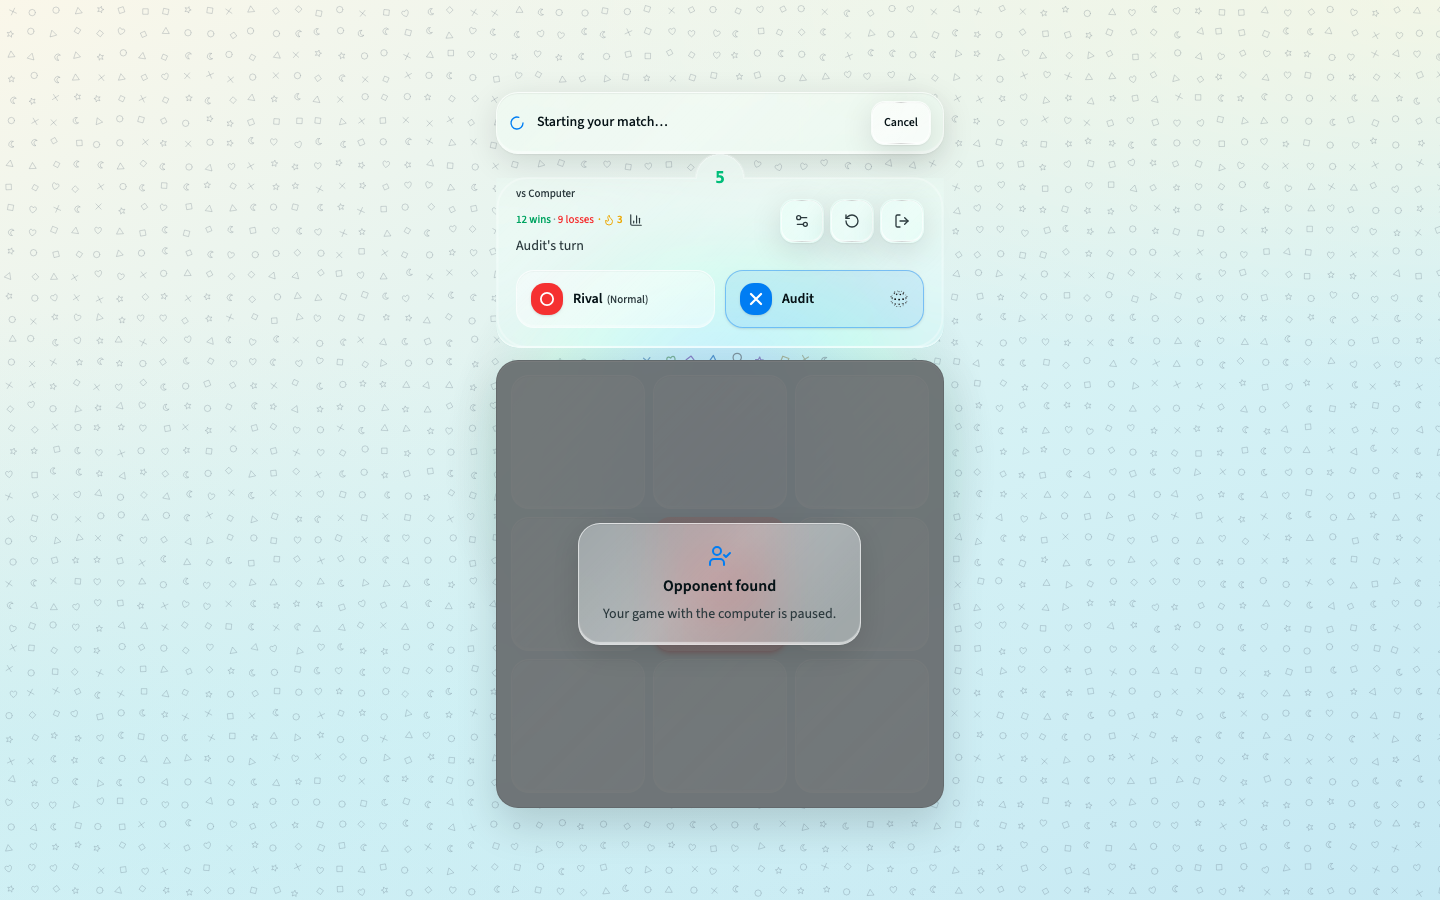 Starting your match...
Cancel
5
vs Computer
12 wins · 9 losses · 3
Audit's turn
Rival (Normal)
Audit
Opponent found
Your game with the computer is paused.